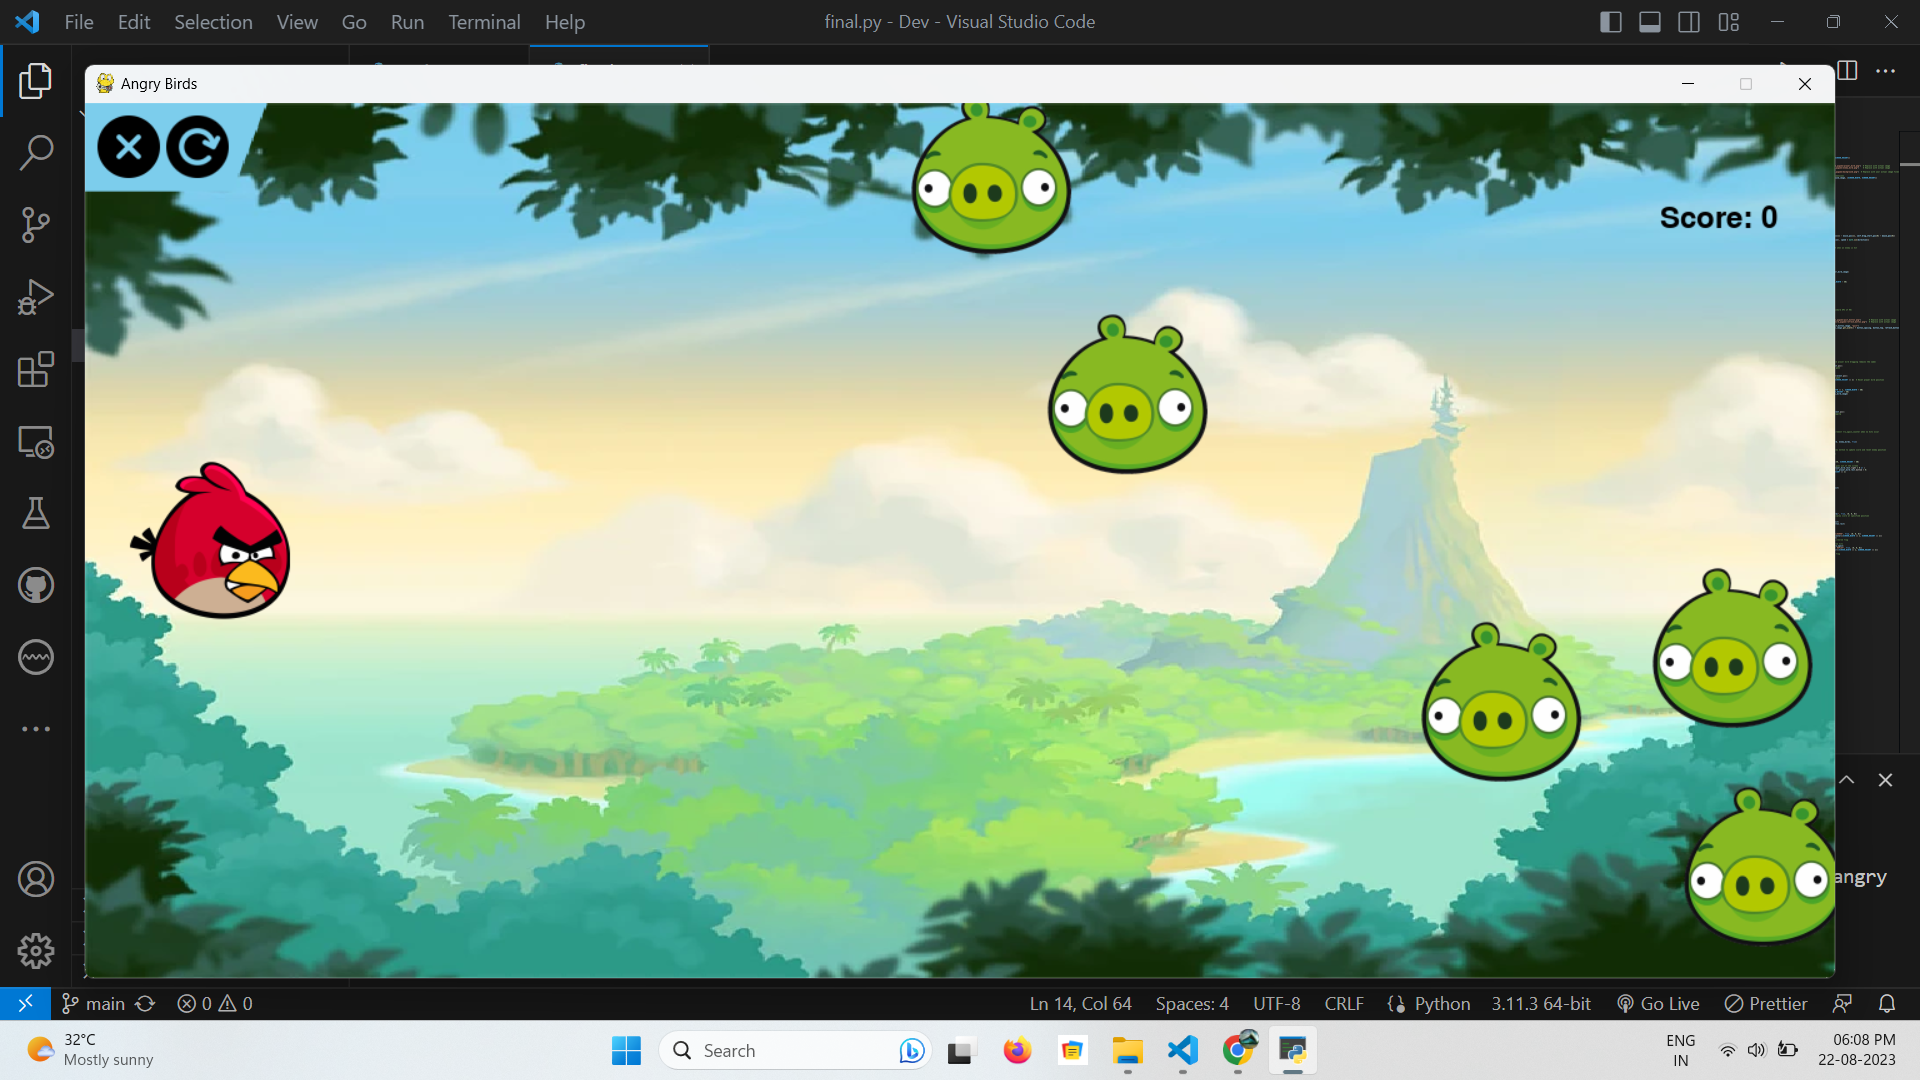 File Edit Selection View Go Run Terminal Help
final.py - Dev - Visual Studio Code
Angry Birds
Score: 0
angry
main
0 0
Ln 14, Col 64 Spaces: 4 UTF-8 CRLF Python 3.11.3 64-bit Go Live Prettier
32°C
Mostly sunny
Search
ENG
IN
06:08 PM
22-08-2023